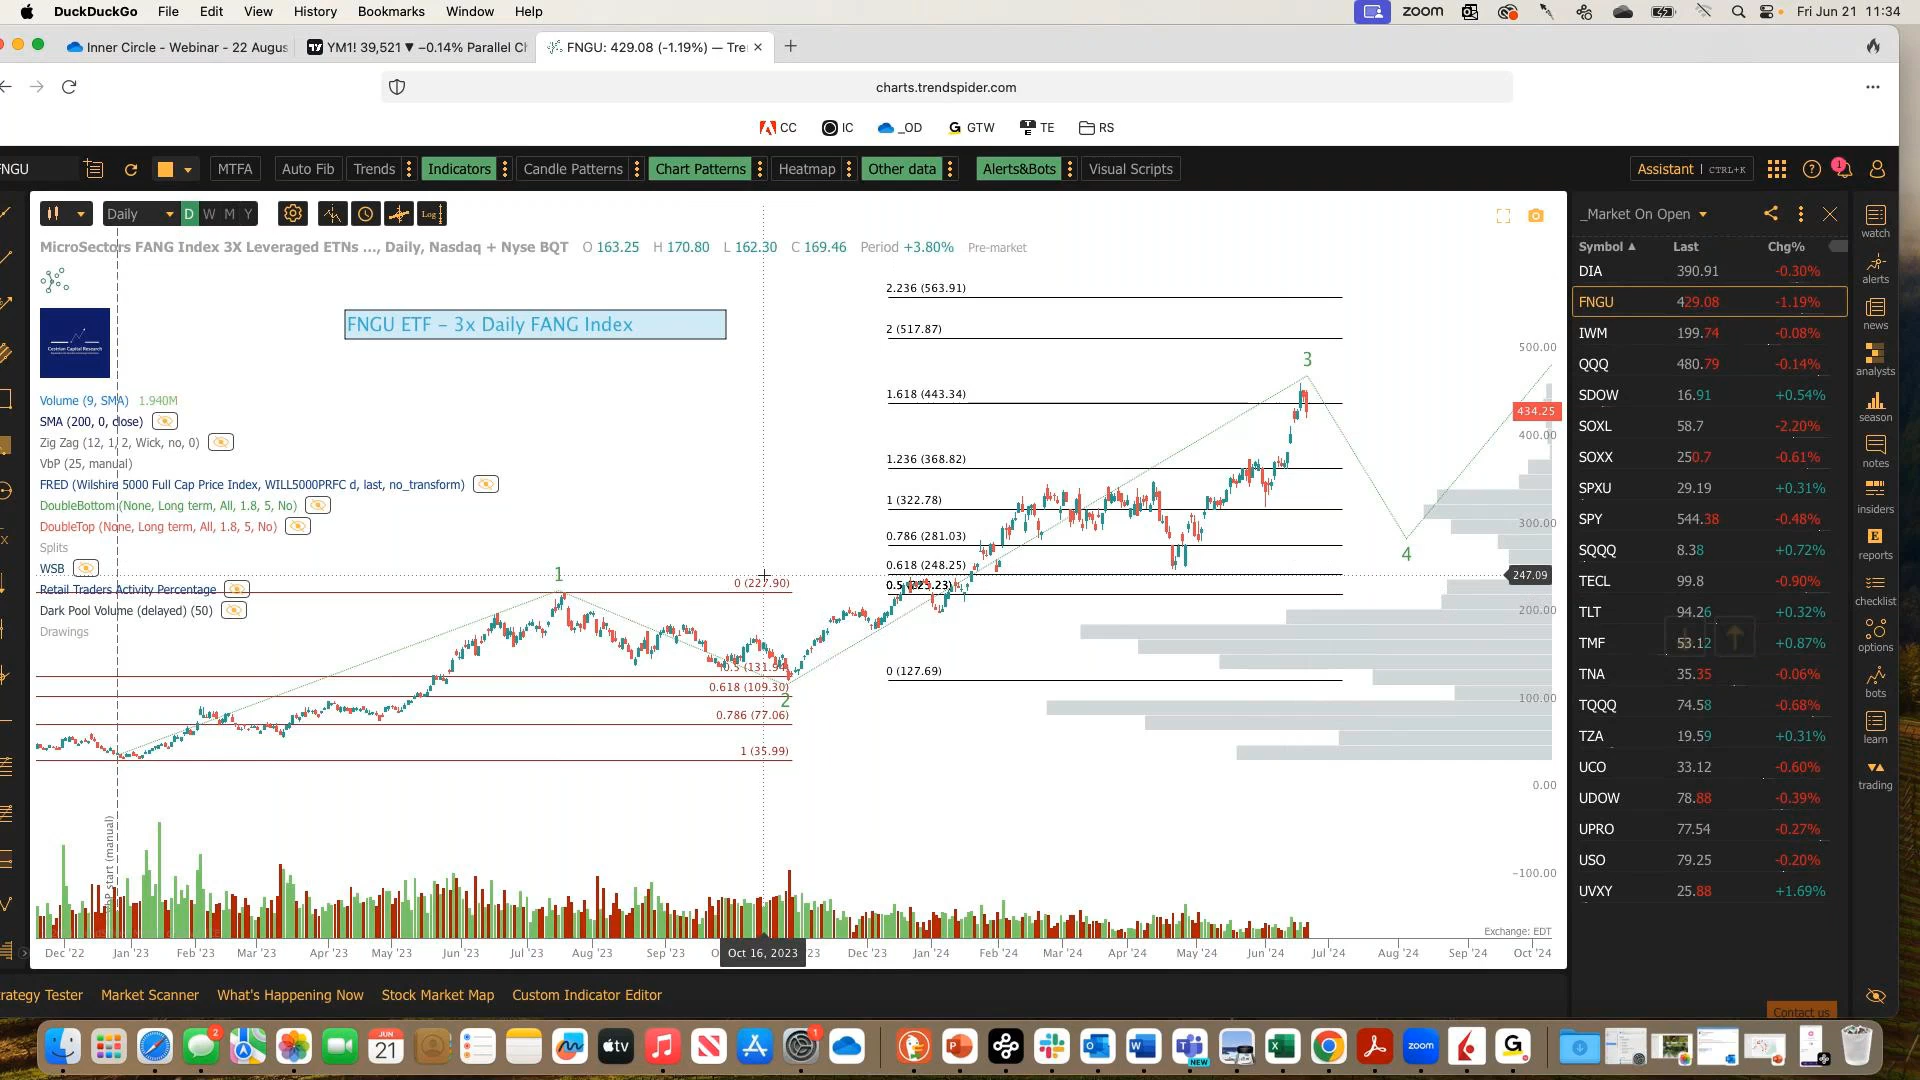 DuckDuckGo File Edit View History Bookmarks Window Help zoom Fri Jun 21 11:34
Inner Circle - Webinar - 22 Augus YM1! 39,521 ▼ −0.14% Parallel Ch FNGU: 429.08 (-1.19%) — Tre
charts.trendspider.com
CC IC _OD GTW TE RS
FNGU MTFA Auto Fib Trends Indicators Candle Patterns Chart Patterns Heatmap Other data Alerts&Bots Visual Scripts Assistant CTRL+K 1
Daily D W M Y Log
MicroSectors FANG Index 3X Leveraged ETNs ..., Daily, Nasdaq + Nyse BQT O 163.25 H 170.80 L 162.30 C 169.46 Period +3.80% Pre-market
FNGU ETF – 3x Daily FANG Index
Cestrian Capital Research
Volume (9, SMA) 1.940M
SMA (200, 0, close)
Zig Zag (12, 1, 2, Wick, no, 0)
VbP (25, manual)
FRED (Wilshire 5000 Full Cap Price Index, WILL5000PRFC d, last, no_transform)
DoubleBottom (None, Long term, All, 1.8, 5, No)
DoubleTop (None, Long term, All, 1.8, 5, No)
Splits
WSB
Retail Traders Activity Percentage
Dark Pool Volume (delayed) (50)
Drawings
2.236 (563.91)
2 (517.87)
1.618 (443.34)
1.236 (368.82)
1 (322.78)
0.786 (281.03)
0.618 (248.25)
0 (127.69)
0 (227.90)
0.5 (131.94)
0.618 (109.30)
0.786 (77.06)
1 (35.99)
1
2
3
4
500.00
434.25
400.00
300.00
247.09
200.00
100.00
0.00
−100.00
VbP start (manual)
Exchange: EDT
Dec '22 Jan '23 Feb '23 Mar '23 Apr '23 May '23 Jun '23 Jul '23 Aug '23 Sep '23 Oct 16, 2023 Dec '23 Jan '24 Feb '24 Mar '24 Apr '24 May '24 Jun '24 Jul '24 Aug '24 Sep '24 Oct '24
_Market On Open
Symbol Last Chg%
DIA 390.91 -0.30%
FNGU 429.08 -1.19%
IWM 199.74 -0.08%
QQQ 480.79 -0.14%
SDOW 16.91 +0.54%
SOXL 58.7 -2.20%
SOXX 250.7 -0.61%
SPXU 29.19 +0.31%
SPY 544.38 -0.48%
SQQQ 8.38 +0.72%
TECL 99.8 -0.90%
TLT 94.26 +0.32%
TMF 53.12 +0.87%
TNA 35.35 -0.06%
TQQQ 74.58 -0.68%
TZA 19.59 +0.31%
UCO 33.12 -0.60%
UDOW 78.88 -0.39%
UPRO 77.54 -0.27%
USO 79.25 -0.20%
UVXY 25.88 +1.69%
watch
alerts
news
analysts
season
notes
insiders
reports
checklist
options
bots
learn
trading
Contact us
rategy Tester Market Scanner What's Happening Now Stock Market Map Custom Indicator Editor
2 JUN 21 tv 1 NEW zoom